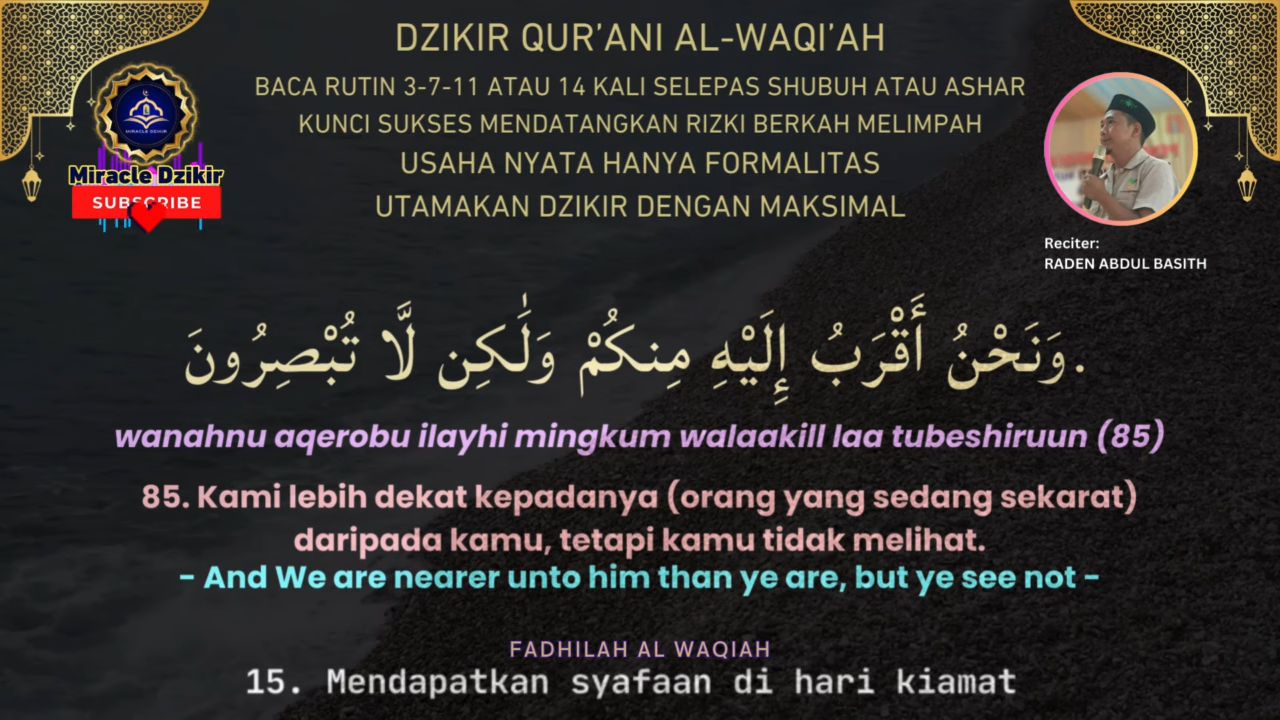 DZIKIR QUR'ANI AL-WAQI'AH
BACA RUTIN 3-7-11 ATAU 14 KALI SELEPAS SHUBUH ATAU ASHAR
KUNCI SUKSES MENDATANGKAN RIZKI BERKAH MELIMPAH
USAHA NYATA HANYA FORMALITAS
UTAMAKAN DZIKIR DENGAN MAKSIMAL
MIRACLE DZIKIR
Miracle Dzikir
SUBSCRIBE
Reciter:
RADEN ABDUL BASITH
وَنَحْنُ أَقْرَبُ إِلَيْهِ مِنكُمْ وَلَٰكِن لَّا تُبْصِرُونَ.
wanahnu aqerobu ilayhi mingkum walaakill laa tubeshiruun (85)
85. Kami lebih dekat kepadanya (orang yang sedang sekarat)
daripada kamu, tetapi kamu tidak melihat.
- And We are nearer unto him than ye are, but ye see not -
FADHILAH AL WAQIAH
15. Mendapatkan syafaan di hari kiamat